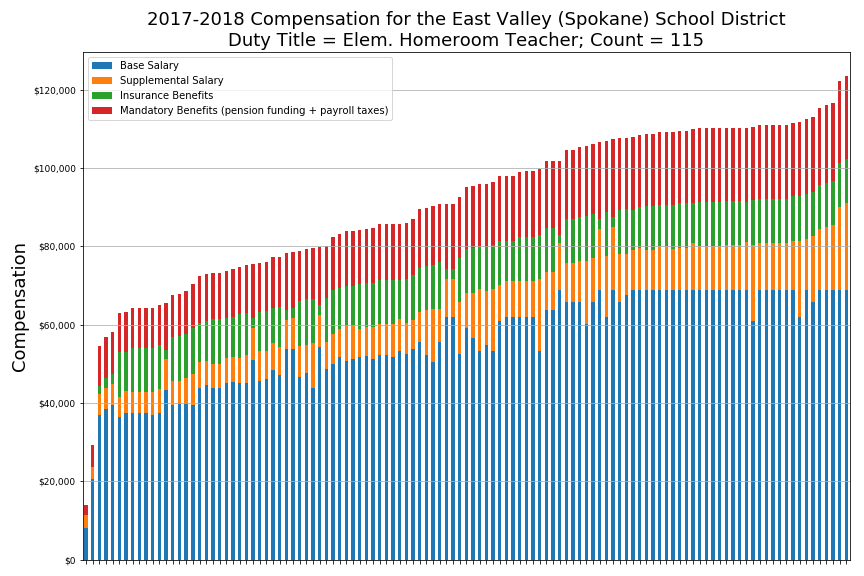 2017-2018 Compensation for the East Valley (Spokane) School District
Duty Title = Elem. Homeroom Teacher; Count = 115
Base Salary
Supplemental Salary
Insurance Benefits
Mandatory Benefits (pension funding + payroll taxes)
Compensation
$120,000
$100,000
$80,000
$60,000
$40,000
$20,000
$0